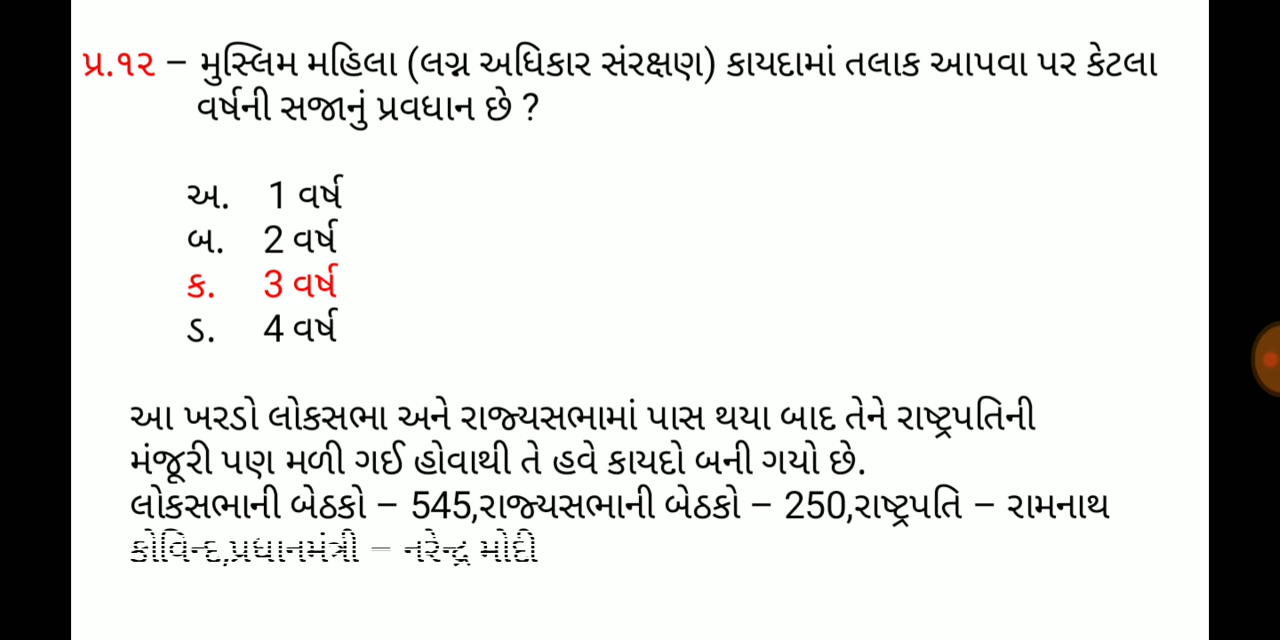 પ્ર.૧૨ – મુસ્લિમ મહિલા (લગ્ન અધિકાર સંરક્ષણ) કાયદામાં તલાક આપવા પર કેટલા
વર્ષની સજાનું પ્રવધાન છે ?
અ. 1 વર્ષ
બ. 2 વર્ષ
ક. 3 વર્ષ
ડ. 4 વર્ષ
આ ખરડો લોકસભા અને રાજ્યસભામાં પાસ થયા બાદ તેને રાષ્ટ્રપતિની
મંજૂરી પણ મળી ગઈ હોવાથી તે હવે કાયદો બની ગયો છે.
લોકસભાની બેઠકો – 545,રાજ્યસભાની બેઠકો – 250,રાષ્ટ્રપતિ – રામનાથ
કોવિન્દ,પ્રધાનમંત્રી – નરેન્દ્ર મોદી